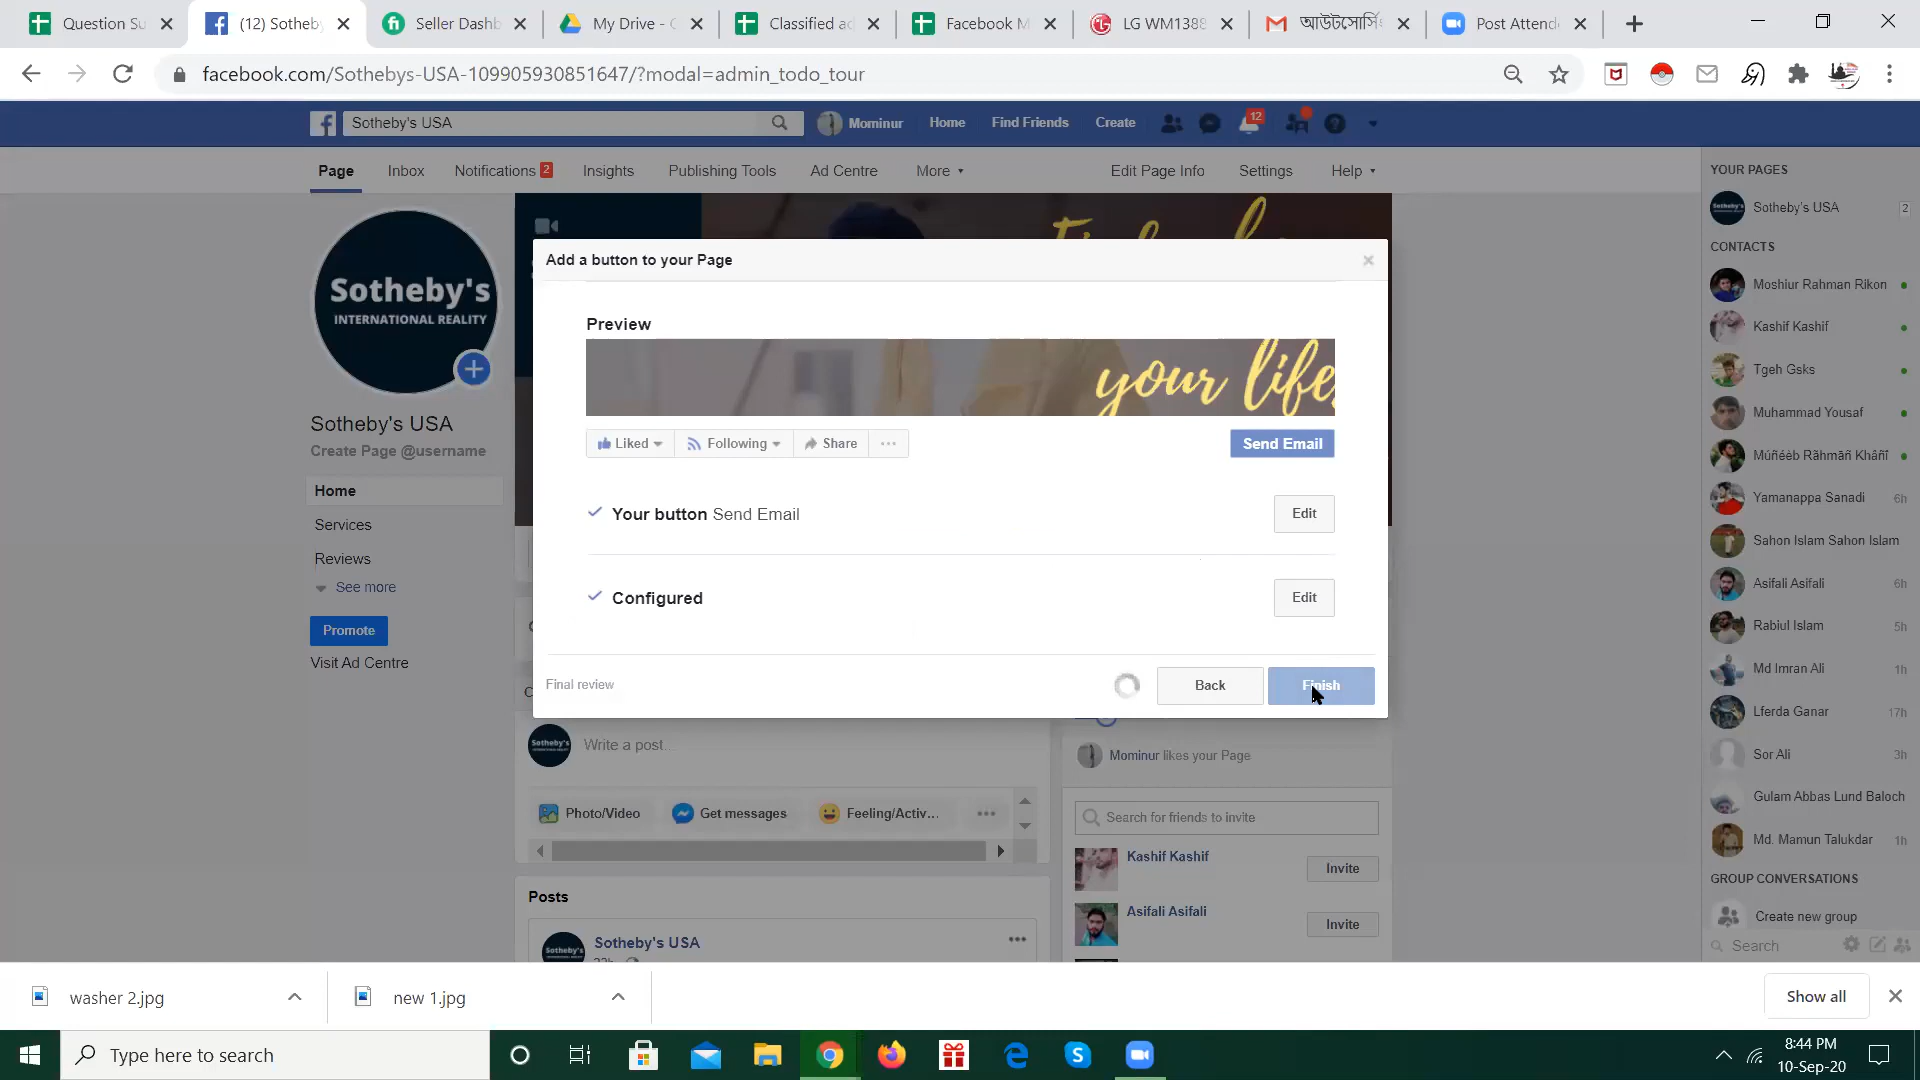 Question Su
(12) Sotheby
Seller Dashb
My Drive - G
Classified ad
Facebook M
LG WM1388
আউটসোর্সিং
Post Attende
facebook.com/Sothebys-USA-109905930851647/?modal=admin_todo_tour
Sotheby's USA
Mominur
Home
Find Friends
Create
12
Page
Inbox
Notifications 2
Insights
Publishing Tools
Ad Centre
More
Edit Page Info
Settings
Help
YOUR PAGES
Sotheby's USA
2
CONTACTS
Moshiur Rahman Rikon
Kashif Kashif
Tgeh Gsks
Muhammad Yousaf
Múñéèb Rãhmāñ Khâñî
Yamanappa Sanadi 6h
Sahon Islam Sahon Islam
Asifali Asifali 6h
Rabiul Islam 5h
Md Imran Ali 1h
Lferda Ganar 17h
Sor Ali 3h
Gulam Abbas Lund Baloch
Md. Mamun Talukdar 1h
GROUP CONVERSATIONS
Create new group
Search
Sotheby's
INTERNATIONAL REALITY
Sotheby's USA
Create Page @username
Home
Services
Reviews
See more
Promote
Visit Ad Centre
Add a button to your Page
Preview
your life
Liked
Following
Share
Send Email
Your button Send Email
Edit
Configured
Edit
Final review
Back
Finish
Sotheby's
Write a post...
Photo/Video
Get messages
Feeling/Activ...
Mominur likes your Page
Search for friends to invite
Kashif Kashif
Invite
Asifali Asifali
Invite
Posts
Sotheby's
Sotheby's USA
washer 2.jpg
new 1.jpg
Show all
Type here to search
8:44 PM
10-Sep-20